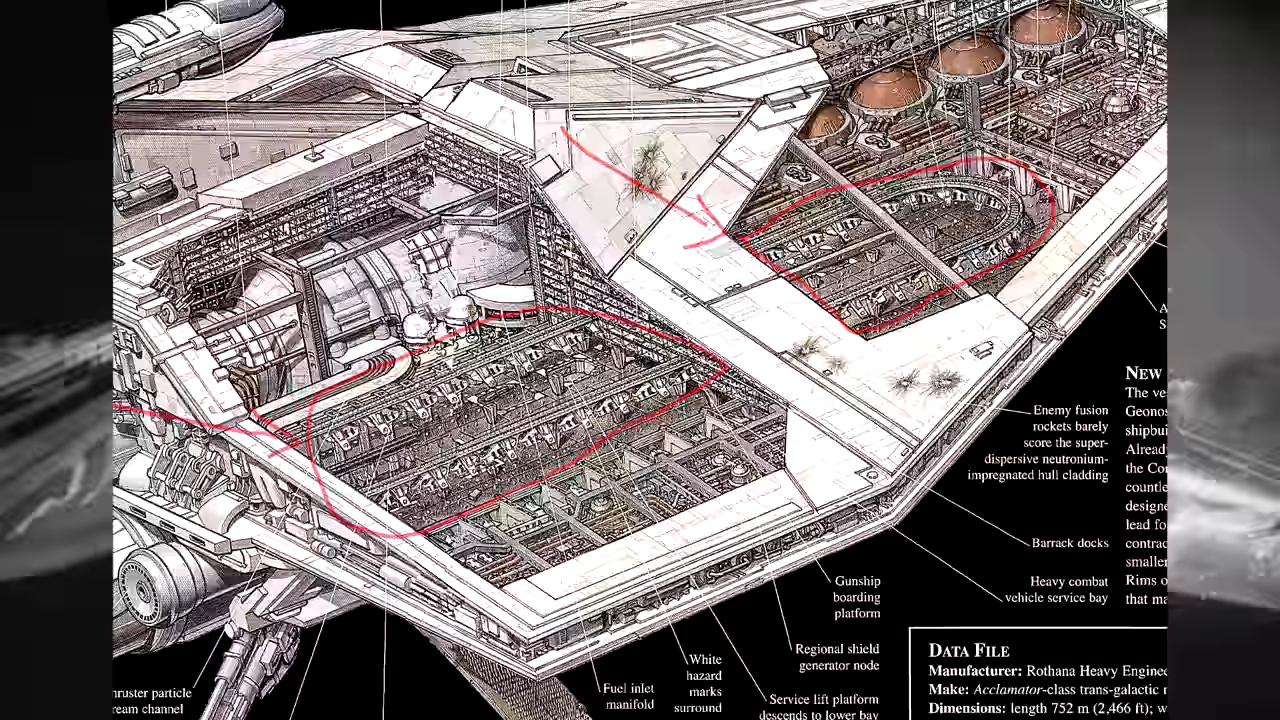 A
S
NEW
The ve
Geonos
shipbui
Alread
the Cor
countle
designe
lead fo
contrac
smaller
Rims o
that ma
Enemy fusion
rockets barely
score the super-
dispersive neutronium-
impregnated hull cladding
Barrack docks
Heavy combat
vehicle service bay
Gunship
boarding
platform
Regional shield
generator node
Service lift platform
descends to lower bay
White
hazard
marks
surround
Fuel inlet
manifold
hruster particle
ream channel
DATA FILE
Manufacturer: Rothana Heavy Enginee
Make: Acclamator-class trans-galactic
Dimensions: length 752 m (2,466 ft); w